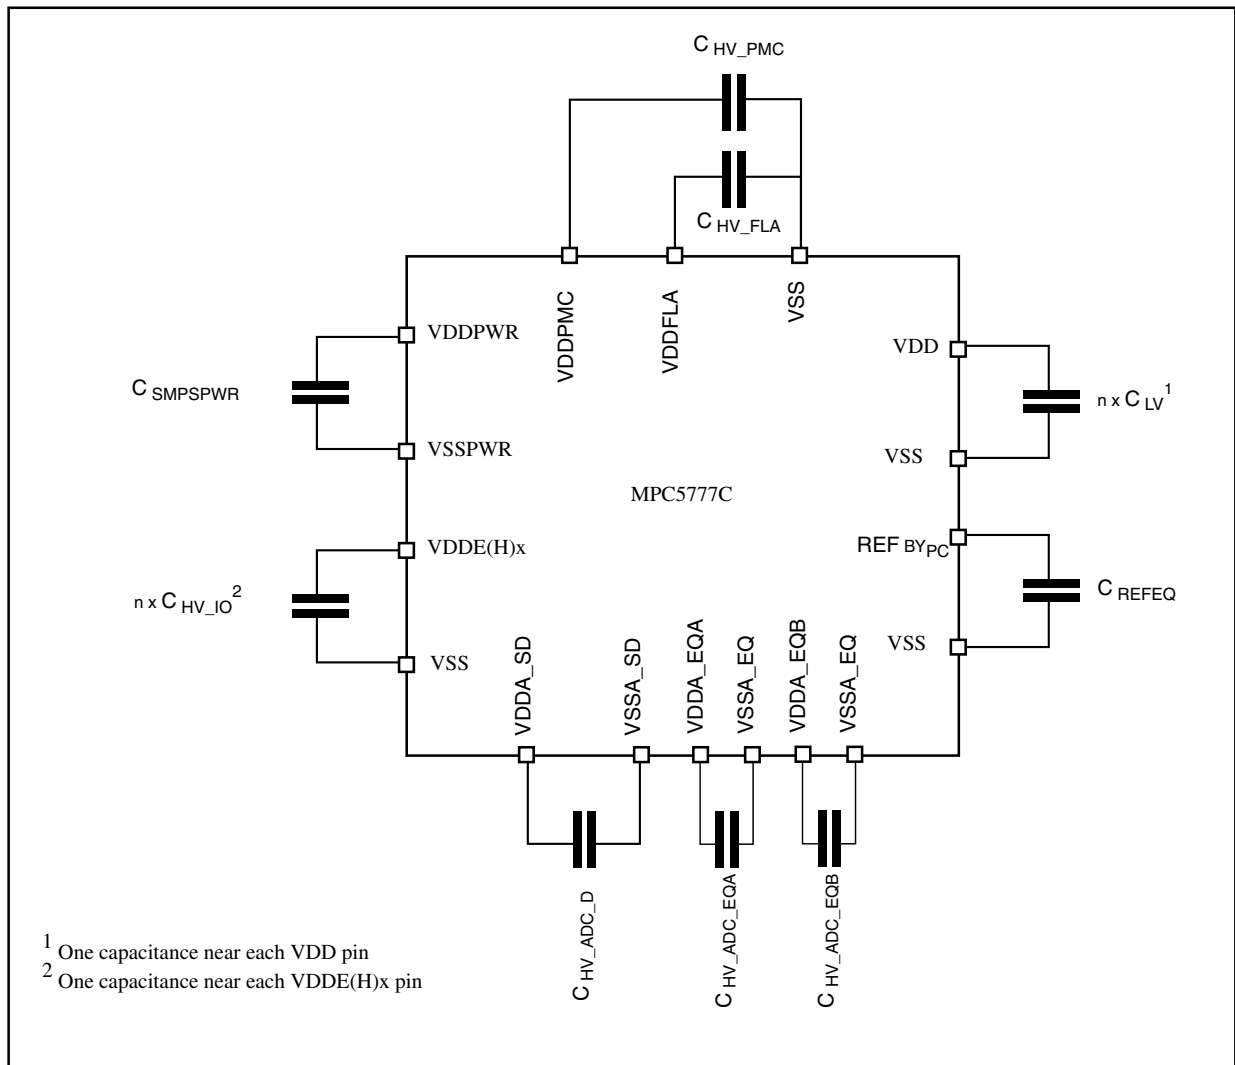 C HV_PMC
C HV_FLA
VDDPMC
VDDFLA
VSS
VDDPWR
VDD
C SMPSPWR
n x C LV 1
VSSPWR
VSS
MPC5777C
VDDE(H)x
REF BYPC
n x C HV_IO 2
C REFEQ
VSS
VSS
VDDA_SD
VSSA_SD
VDDA_EQA
VSSA_EQ
VDDA_EQB
VSSA_EQ
C HV_ADC_D
C HV_ADC_EQA
C HV_ADC_EQB
1 One capacitance near each VDD pin
2 One capacitance near each VDDE(H)x pin